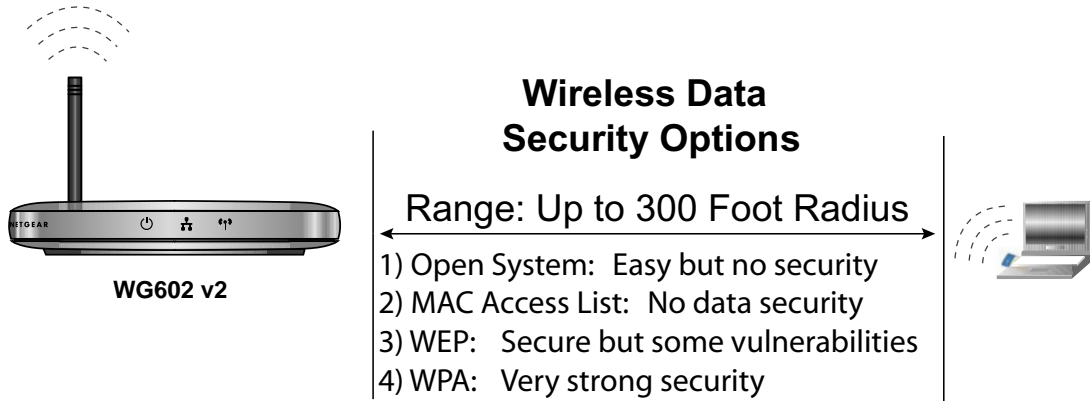 Wireless Data
Security Options
Range: Up to 300 Foot Radius
NETGEAR
WG602 v2
1) Open System: Easy but no security
2) MAC Access List: No data security
3) WEP: Secure but some vulnerabilities
4) WPA: Very strong security